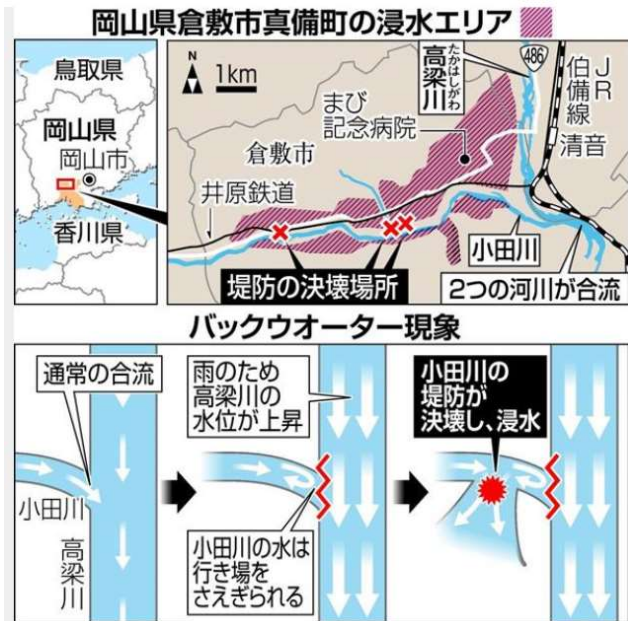 岡山県倉敷市真備町の浸水エリア
鳥取県
岡山県
岡山市
香川県
N
1km
まび
記念病院
倉敷市
井原鉄道
たかはしがわ
高梁川
486
JR
伯備線
清音
小田川
2つの河川が合流
堤防の決壊場所
バックウオーター現象
通常の合流
小田川
高梁川
雨のため
高梁川の
水位が上昇
小田川の水は
行き場を
さえぎられる
小田川の
堤防が
決壊し、浸水